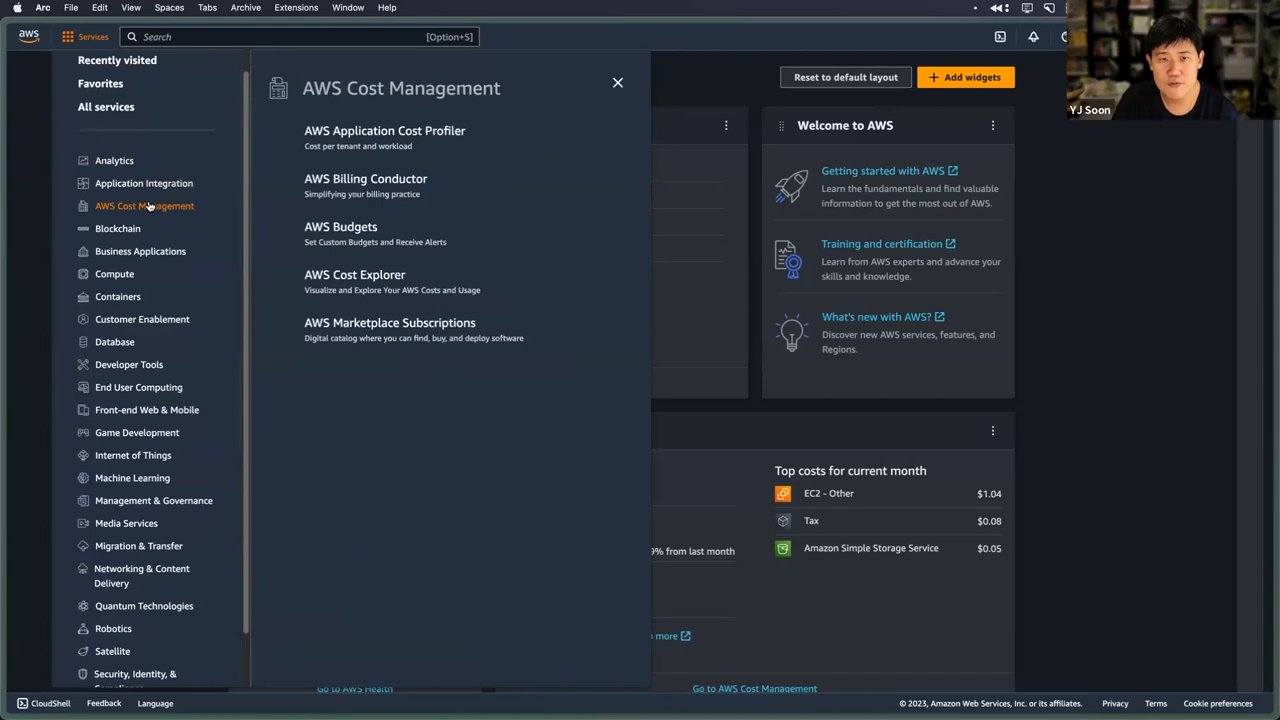 Arc File Edit View Spaces Tabs Archive Extensions Window Help
aws Services Search [Option+S]
YJ Soon
Recently visited
Favorites
All services
Analytics
Application Integration
AWS Cost Management
Blockchain
Business Applications
Compute
Containers
Customer Enablement
Database
Developer Tools
End User Computing
Front-end Web & Mobile
Game Development
Internet of Things
Machine Learning
Management & Governance
Media Services
Migration & Transfer
Networking & Content
Delivery
Quantum Technologies
Robotics
Satellite
Security, Identity, &
AWS Cost Management
AWS Application Cost Profiler
Cost per tenant and workload
AWS Billing Conductor
Simplifying your billing practice
AWS Budgets
Set Custom Budgets and Receive Alerts
AWS Cost Explorer
Visualize and Explore Your AWS Costs and Usage
AWS Marketplace Subscriptions
Digital catalog where you can find, buy, and deploy software
Reset to default layout
+ Add widgets
Welcome to AWS
Getting started with AWS
Learn the fundamentals and find valuable
information to get the most out of AWS.
Training and certification
Learn from AWS experts and advance your
skills and knowledge.
What's new with AWS?
Discover new AWS services, features, and
Regions.
9% from last month
more
Top costs for current month
EC2 - Other $1.04
Tax $0.08
Amazon Simple Storage Service $0.05
Go to AWS Health
Go to AWS Cost Management
CloudShell Feedback Language
© 2023, Amazon Web Services, Inc. or its affiliates. Privacy Terms Cookie preferences